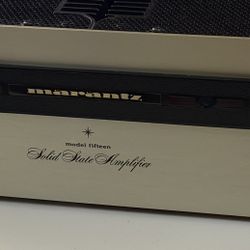 marantz
model fifteen
Solid State Amplifier